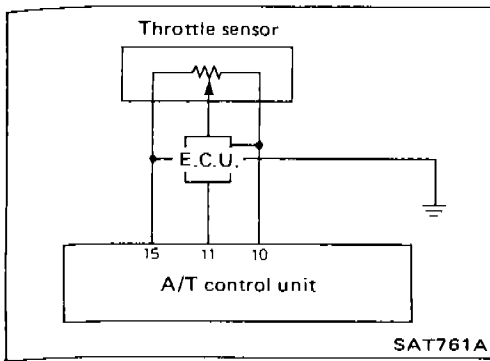 Throttle sensor
E.C.U.
15 11 10
A/T control unit
SAT761A